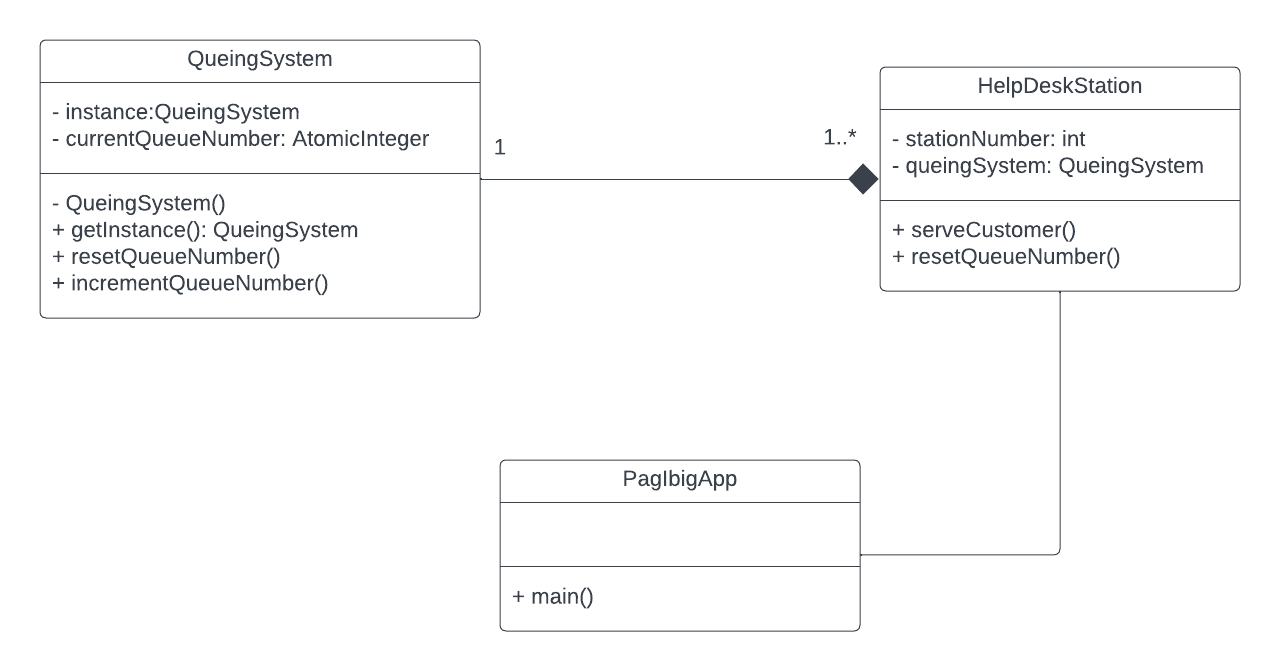 QueingSystem
- instance:QueingSystem
- currentQueueNumber: AtomicInteger
- QueingSystem()
+ getInstance(): QueingSystem
+ resetQueueNumber()
+ incrementQueueNumber()
1
1..*
HelpDeskStation
- stationNumber: int
- queingSystem: QueingSystem
+ serveCustomer()
+ resetQueueNumber()
PagIbigApp
+ main()